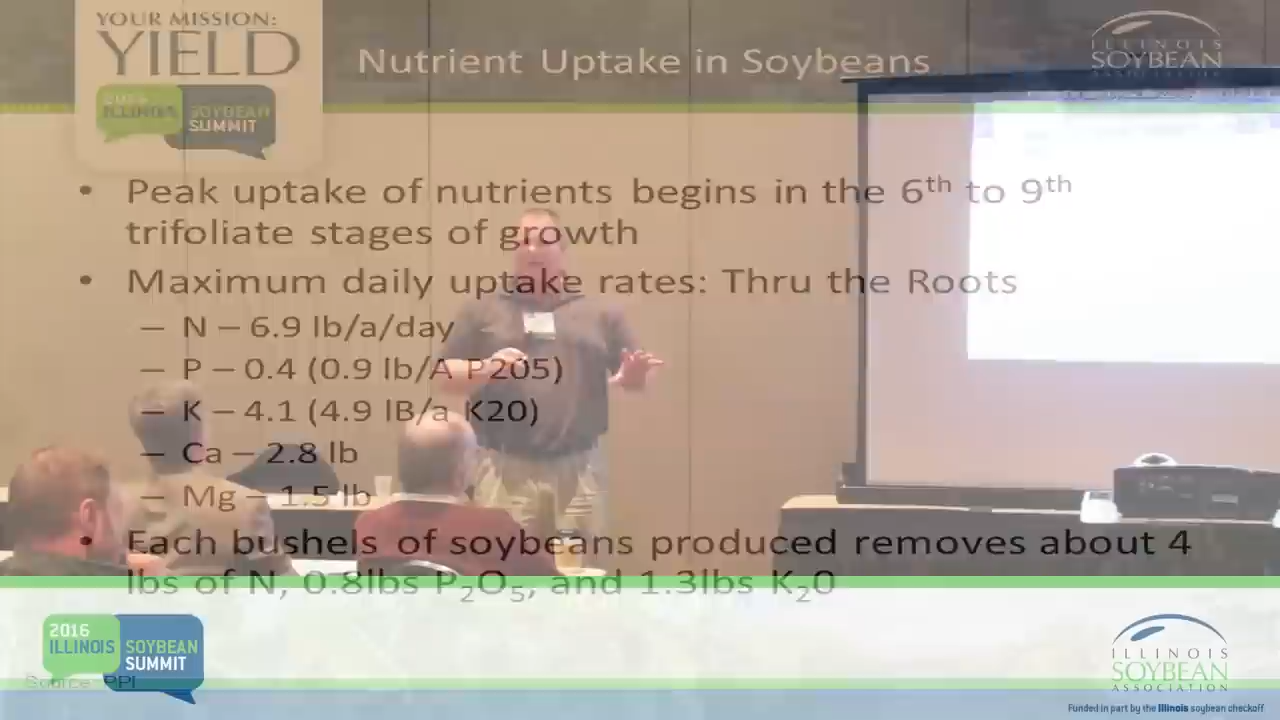 YOUR MISSION:
YIELD
2016
ILLINOIS SOYBEAN
SUMMIT
Nutrient Uptake in Soybeans
ILLINOIS
SOYBEAN
ASSOCIATION
• Peak uptake of nutrients begins in the 6th to 9th
trifoliate stages of growth
• Maximum daily uptake rates: Thru the Roots
– N – 6.9 lb/a/day
– P – 0.4 (0.9 lb/A P205)
– K – 4.1 (4.9 lB/a K20)
– Ca – 2.8 lb
– Mg – 1.5 lb
• Each bushels of soybeans produced removes about 4
lbs of N, 0.8lbs P₂O₅, and 1.3lbs K₂0
2016
ILLINOIS SOYBEAN
SUMMIT
Source: PPI
ILLINOIS
SOYBEAN
ASSOCIATION
Funded in part by the Illinois soybean checkoff